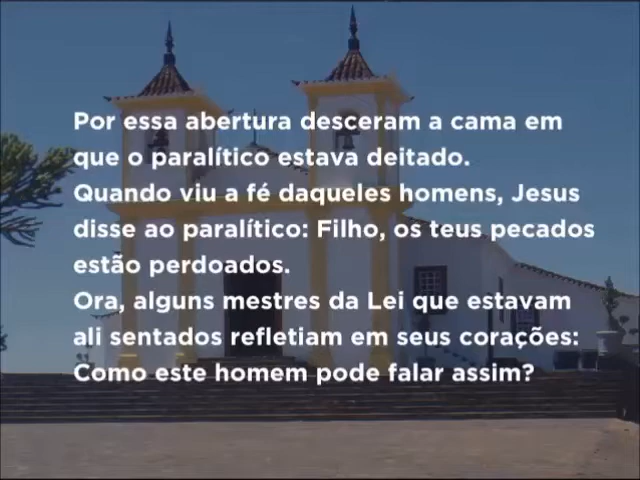 Por essa abertura desceram a cama em
que o paralítico estava deitado.
Quando viu a fé daqueles homens, Jesus
disse ao paralítico: Filho, os teus pecados
estão perdoados.
Ora, alguns mestres da Lei que estavam
ali sentados refletiam em seus corações:
Como este homem pode falar assim?